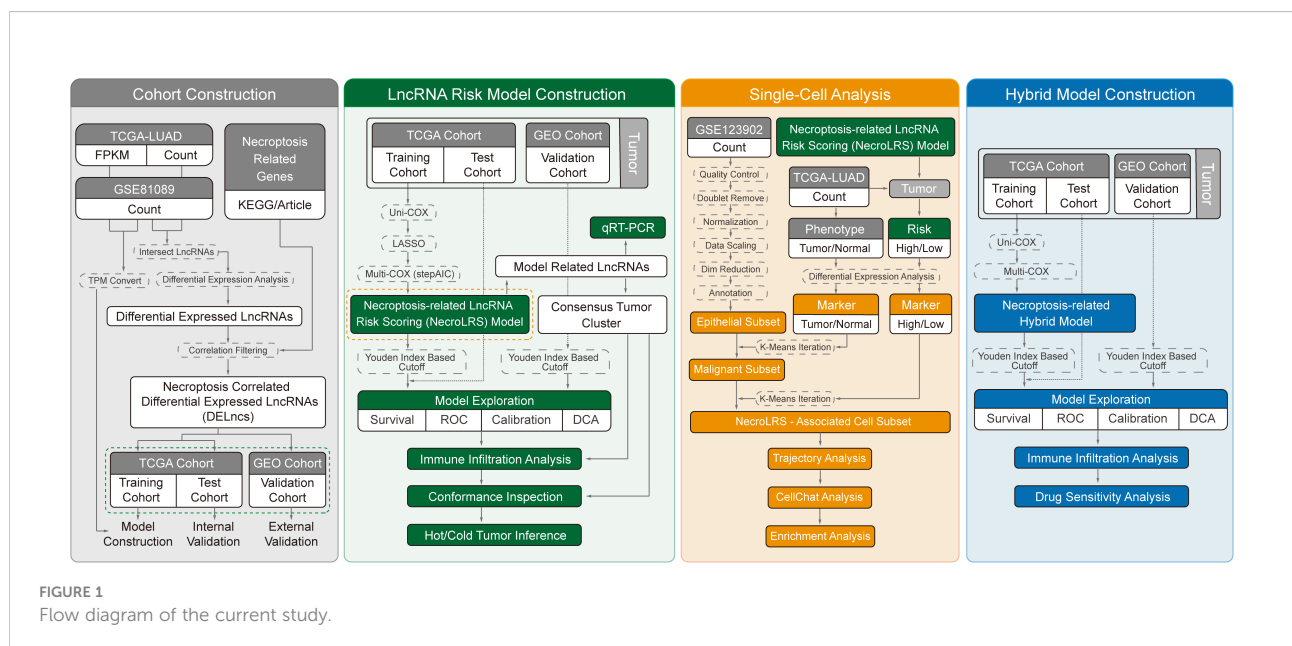 Cohort Construction
TCGA-LUAD
FPKM
Count
GSE81089
Count
Necroptosis
Related
Genes
KEGG/Article
Intersect LncRNAs
TPM Convert
Differential Expression Analysis
Differential Expressed LncRNAs
Correlation Filtering
Necroptosis Correlated
Differential Expressed LncRNAs
(DELncs)
TCGA Cohort
Training
Cohort
Test
Cohort
GEO Cohort
Validation
Cohort
Model
Construction
Internal
Validation
External
Validation
LncRNA Risk Model Construction
TCGA Cohort
Training
Cohort
Test
Cohort
GEO Cohort
Validation
Cohort
Tumor
Uni-COX
LASSO
Multi-COX (stepAIC)
Necroptosis-related LncRNA
Risk Scoring (NecroLRS) Model
qRT-PCR
Model Related LncRNAs
Consensus Tumor
Cluster
Youden Index Based
Cutoff
Youden Index Based
Cutoff
Model Exploration
Survival
ROC
Calibration
DCA
Immune Infiltration Analysis
Conformance Inspection
Hot/Cold Tumor Inference
Single-Cell Analysis
GSE123902
Count
Quality Control
Doublet Remove
Normalization
Data Scaling
Dim Reduction
Annotation
Epithelial Subset
Malignant Subset
Necroptosis-related LncRNA
Risk Scoring (NecroLRS) Model
TCGA-LUAD
Count
Tumor
Phenotype
Tumor/Normal
Risk
High/Low
Differential Expression Analysis
Marker
Tumor/Normal
Marker
High/Low
K-Means Iteration
K-Means Iteration
NecroLRS - Associated Cell Subset
Trajectory Analysis
CellChat Analysis
Enrichment Analysis
Hybrid Model Construction
TCGA Cohort
Training
Cohort
Test
Cohort
GEO Cohort
Validation
Cohort
Tumor
Uni-COX
Multi-COX
Necroptosis-related
Hybrid Model
Youden Index Based
Cutoff
Youden Index Based
Cutoff
Model Exploration
Survival
ROC
Calibration
DCA
Immune Infiltration Analysis
Drug Sensitivity Analysis
FIGURE 1
Flow diagram of the current study.